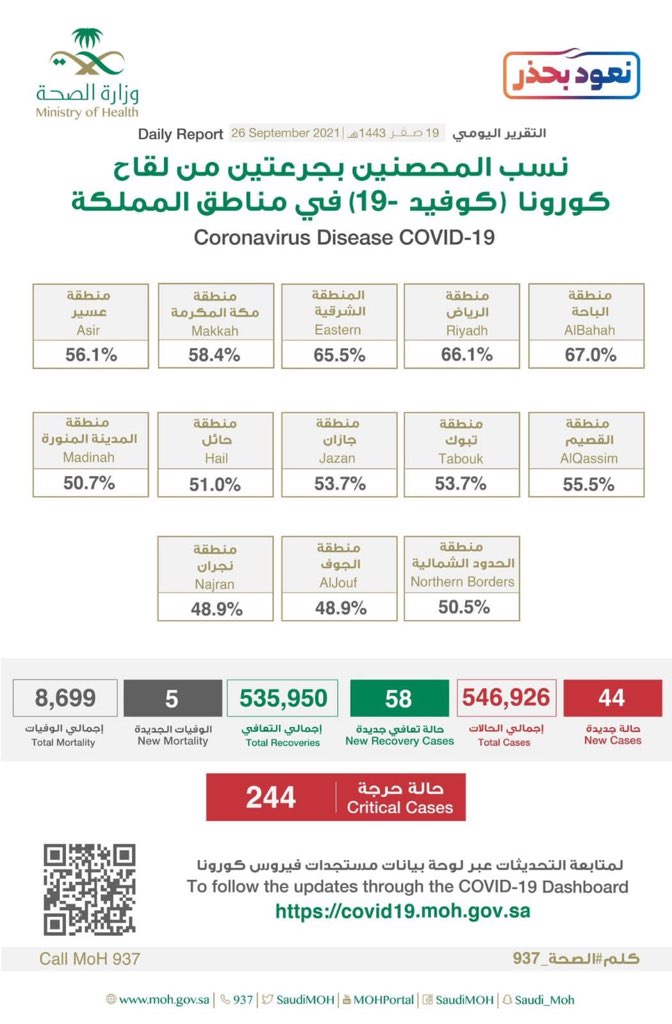 وزارة الصحة
Ministry of Health
نعود بحذر
التقرير اليومي 19 صفر 1443هـ | 26 September 2021 Daily Report
نسب المحصنين بجرعتين من لقاح
كورونا (كوفيد -19) في مناطق المملكة
Coronavirus Disease COVID-19
منطقة
الباحة
AlBahah
67.0%
منطقة
الرياض
Riyadh
66.1%
المنطقة
الشرقية
Eastern
65.5%
منطقة
مكة المكرمة
Makkah
58.4%
منطقة
عسير
Asir
56.1%
منطقة
القصيم
AlQassim
55.5%
منطقة
تبوك
Tabouk
53.7%
منطقة
جازان
Jazan
53.7%
منطقة
حائل
Hail
51.0%
منطقة
المدينة المنورة
Madinah
50.7%
منطقة
الحدود الشمالية
Northern Borders
50.5%
منطقة
الجوف
AlJouf
48.9%
منطقة
نجران
Najran
48.9%
44
حالة جديدة
New Cases
546,926
إجمالي الحالات
Total Cases
58
حالة تعافي جديدة
New Recovery Cases
535,950
إجمالي التعافي
Total Recoveries
5
الوفيات الجديدة
New Mortality
8,699
إجمالي الوفيات
Total Mortality
حالة حرجة
Critical Cases
244
لمتابعة التحديثات عبر لوحة بيانات مستجدات فيروس كورونا
To follow the updates through the COVID-19 Dashboard
https://covid19.moh.gov.sa
كلم#الصحة_937
Call MoH 937
www.moh.gov.sa | 937 | SaudiMOH | MOHPortal | SaudiMOH | Saudi_Moh